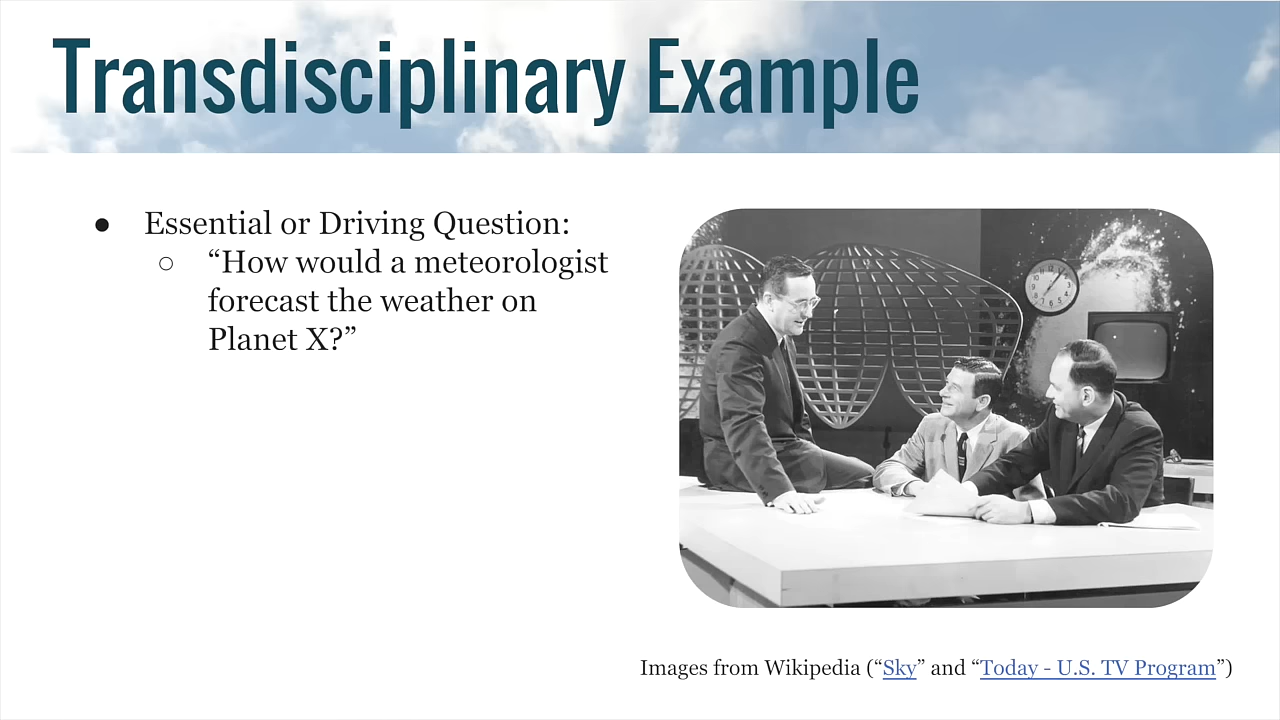 Transdisciplinary Example
● Essential or Driving Question:
○ “How would a meteorologist
forecast the weather on
Planet X?”
Images from Wikipedia (“Sky” and “Today - U.S. TV Program”)